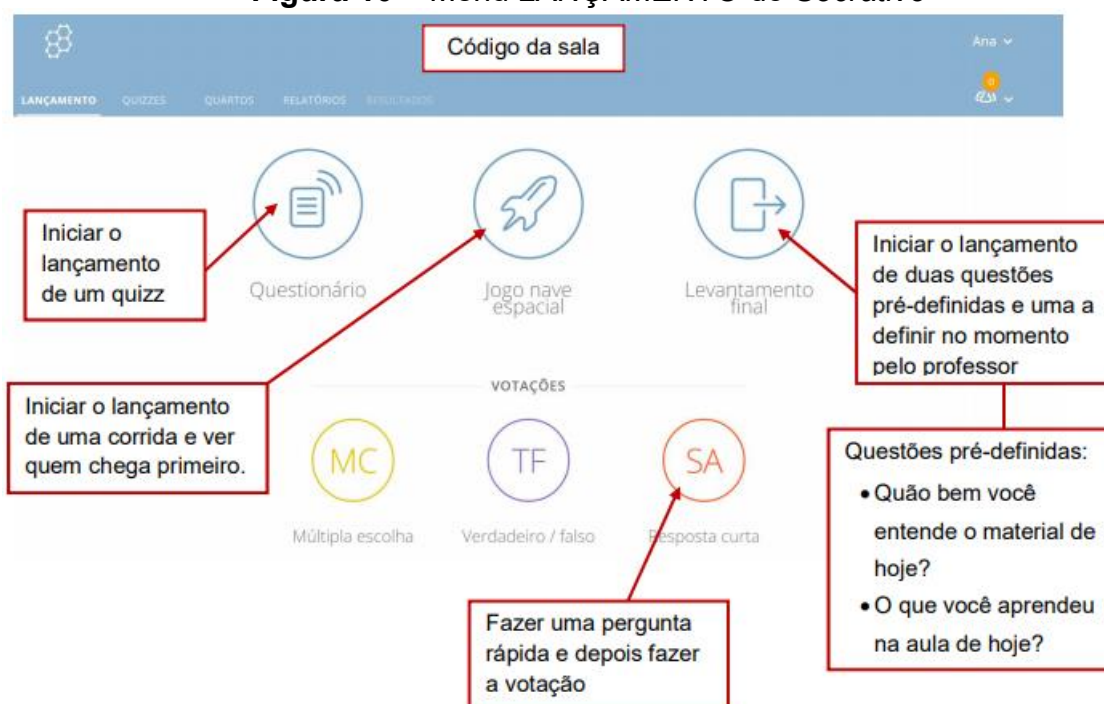 Código da sala
Ana
0
LANÇAMENTO QUIZZES QUARTOS RELATÓRIOS RESULTADOS
Iniciar o
lançamento
de um quizz
Questionário
Jogo nave
espacial
Levantamento
final
Iniciar o lançamento
de duas questões
pré-definidas e uma a
definir no momento
pelo professor
Iniciar o lançamento
de uma corrida e ver
quem chega primeiro.
VOTAÇÕES
MC
TF
SA
Múltipla escolha
Verdadeiro / falso
Resposta curta
Questões pré-definidas:
• Quão bem você
entende o material de
hoje?
• O que você aprendeu
na aula de hoje?
Fazer uma pergunta
rápida e depois fazer
a votação